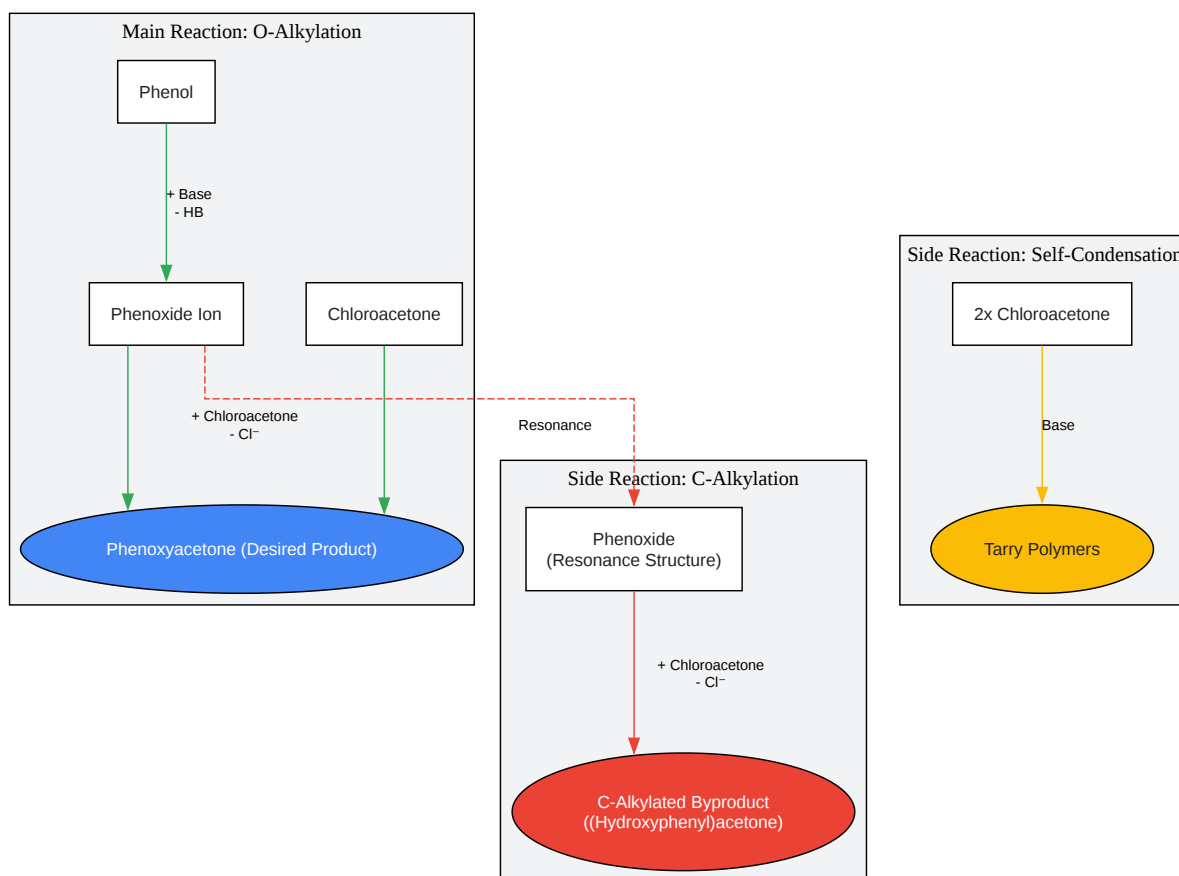 Main Reaction: O-Alkylation
Phenol
+ Base
- HB
Phenoxide Ion
Chloroacetone
+ Chloroacetone
- Cl⁻
Phenoxyacetone (Desired Product)
Resonance
Side Reaction: C-Alkylation
Phenoxide
(Resonance Structure)
+ Chloroacetone
- Cl⁻
C-Alkylated Byproduct
((Hydroxyphenyl)acetone)
Side Reaction: Self-Condensation
2x Chloroacetone
Base
Tarry Polymers